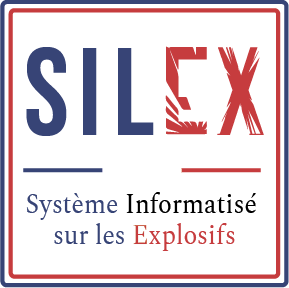 SILEX
Système Informatisé
sur les Explosifs